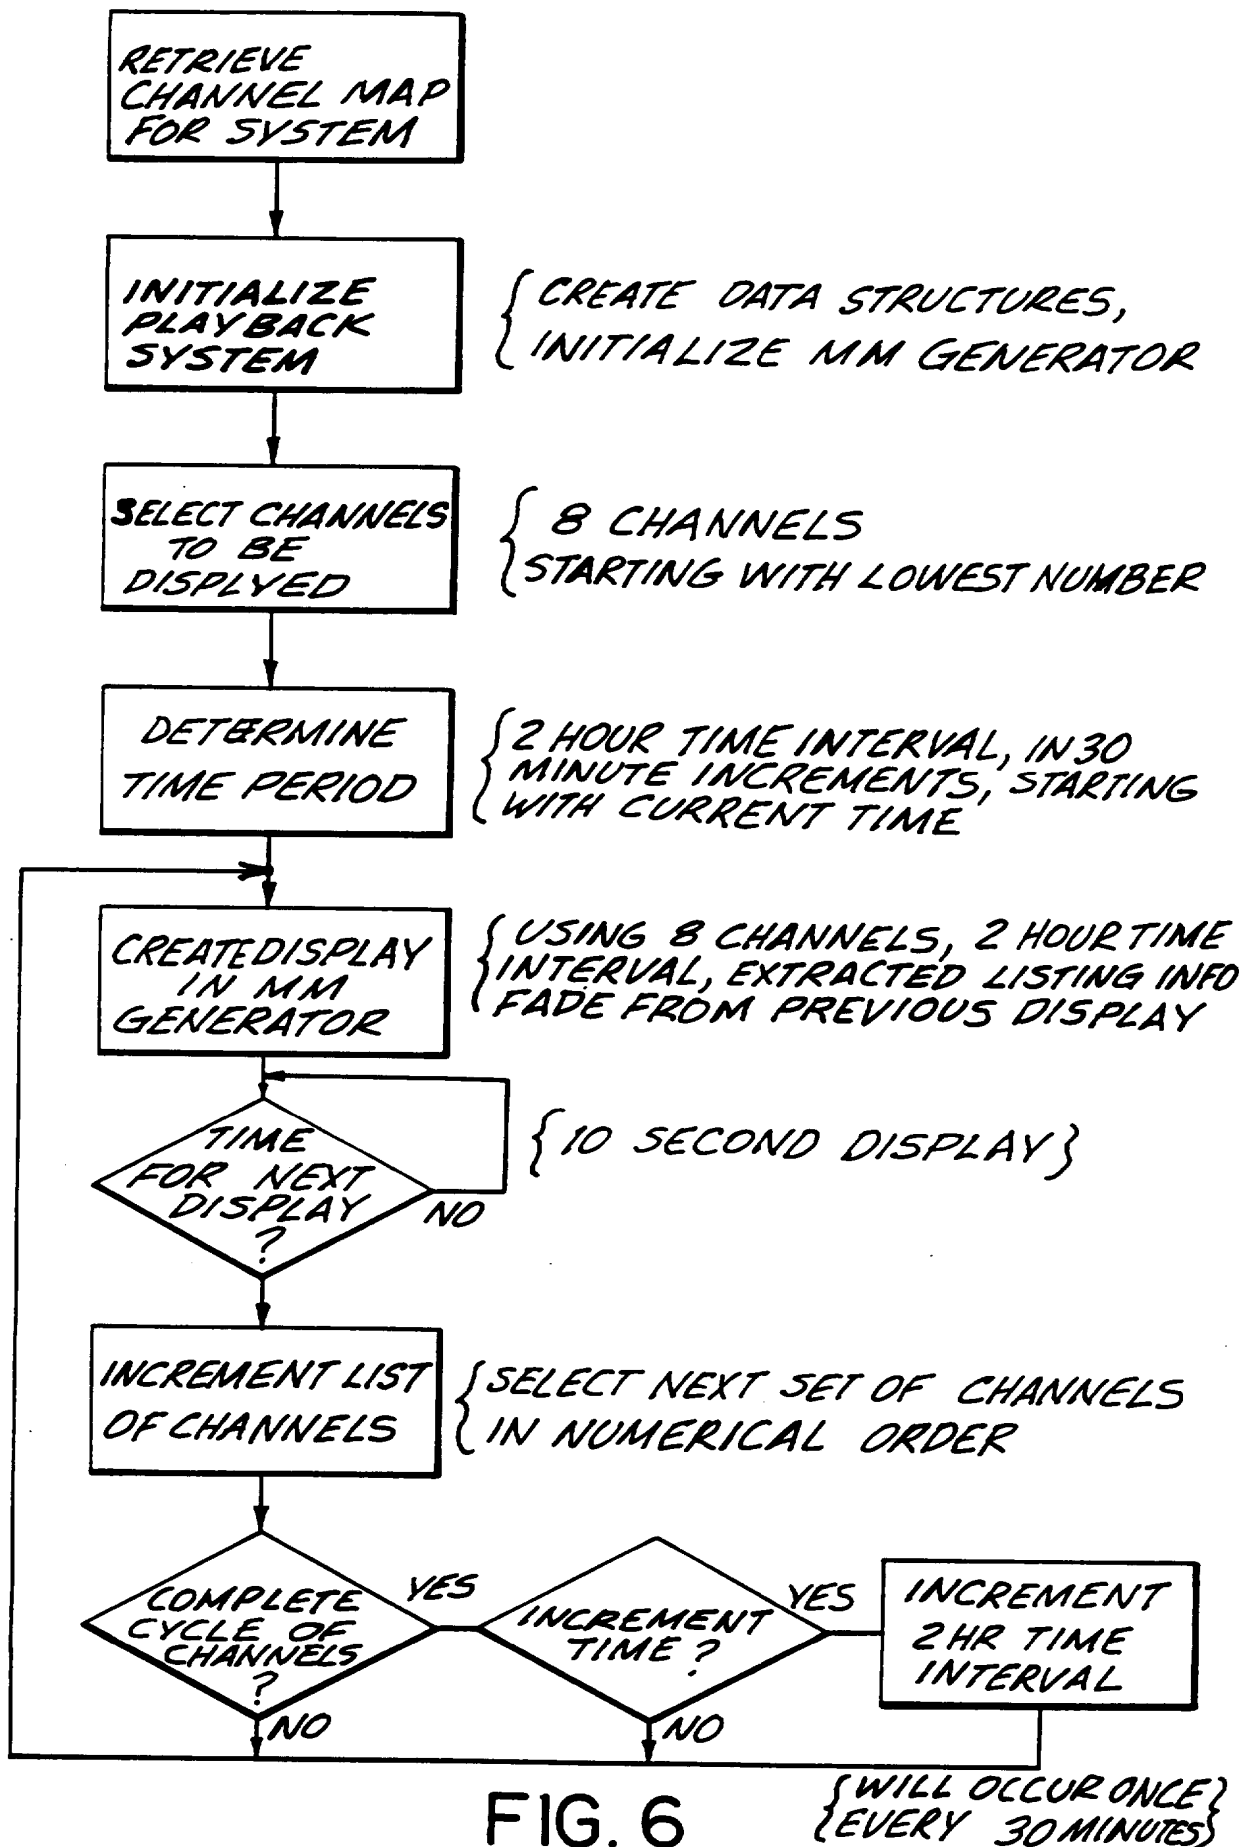 RETRIEVE
CHANNEL MAP
FOR SYSTEM
INITIALIZE
PLAYBACK
SYSTEM
{CREATE DATA STRUCTURES,
INITIALIZE MM GENERATOR
SELECT CHANNELS
TO BE
DISPLYED
{8 CHANNELS
STARTING WITH LOWEST NUMBER
DETERMINE
TIME PERIOD
{2 HOUR TIME INTERVAL, IN 30
MINUTE INCREMENTS, STARTING
WITH CURRENT TIME
CREATE DISPLAY
IN MM
GENERATOR
{USING 8 CHANNELS, 2 HOUR TIME
INTERVAL, EXTRACTED LISTING INFO
FADE FROM PREVIOUS DISPLAY
TIME
FOR NEXT
DISPLAY
?
NO
{10 SECOND DISPLAY}
INCREMENT LIST
OF CHANNELS
{SELECT NEXT SET OF CHANNELS
IN NUMERICAL ORDER
COMPLETE
CYCLE OF
CHANNELS
?
YES
NO
INCREMENT
TIME?
YES
NO
INCREMENT
2 HR TIME
INTERVAL
{WILL OCCUR ONCE
EVERY 30 MINUTES}
FIG. 6